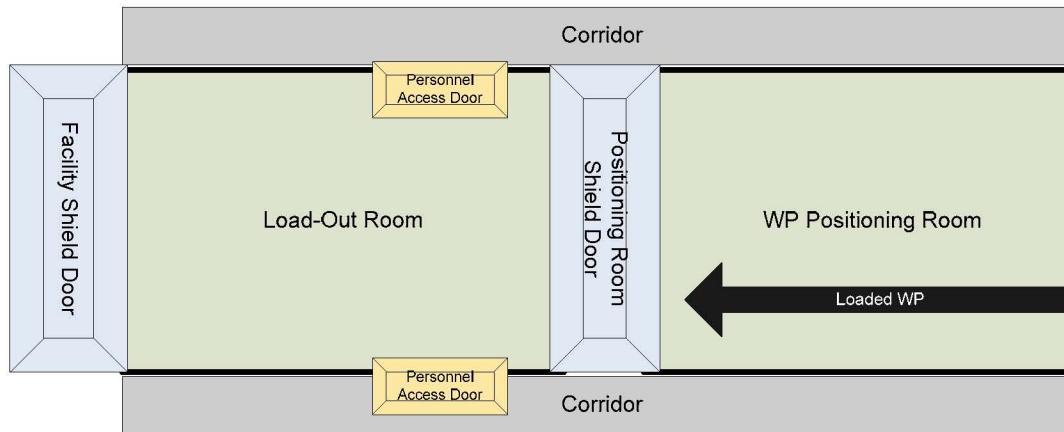 Corridor
Personnel
Access Door
Facility Shield Door
Load-Out Room
Positioning Room
Shield Door
WP Positioning Room
Loaded WP
Personnel
Access Door
Corridor